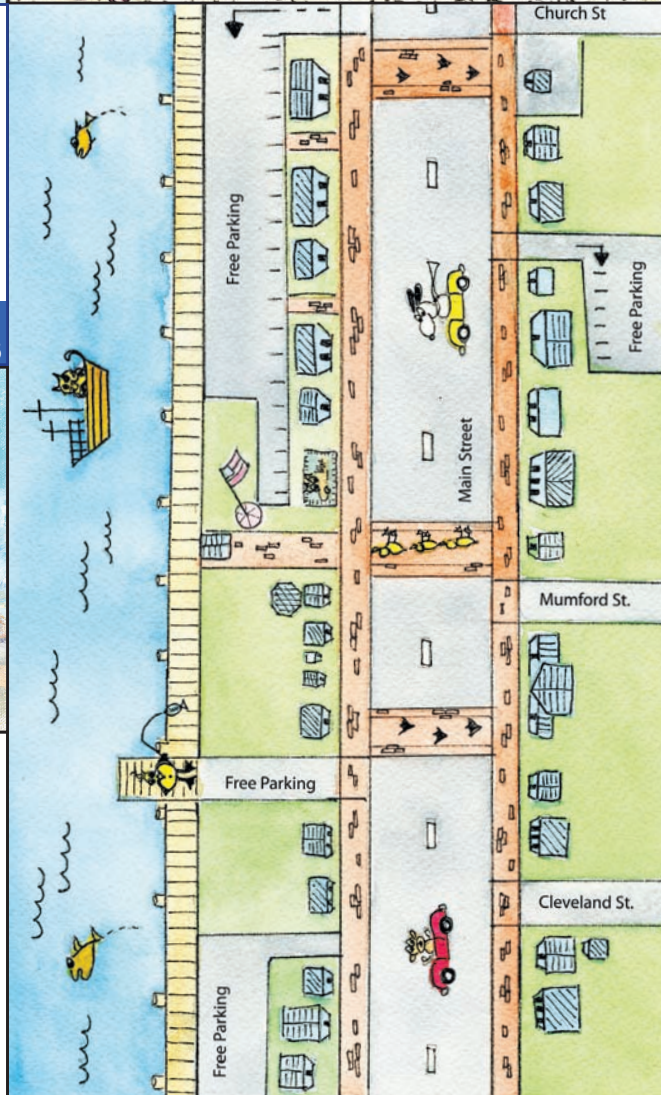 Church St
Free Parking
Free Parking
Main Street
Mumford St.
Free Parking
Cleveland St.
Free Parking